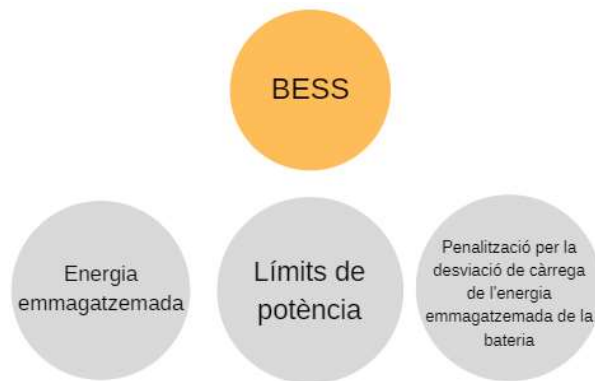 BESS
Energia
emmagatzemada
Límits de
potència
Penalització per la
desviació de càrrega
de l'energia
emmagatzemada de la
bateria